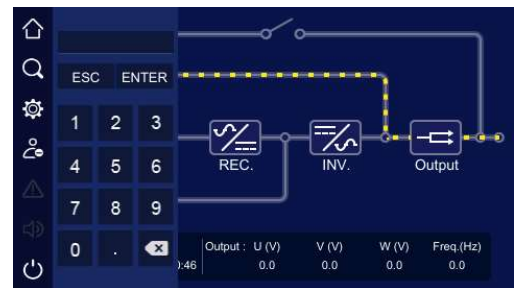 ESC ENTER
1 2 3
4 5 6
7 8 9
0 .
REC. INV. Output
Output : U (V) V (V) W (V) Freq.(Hz)
:46 0.0 0.0 0.0 0.0